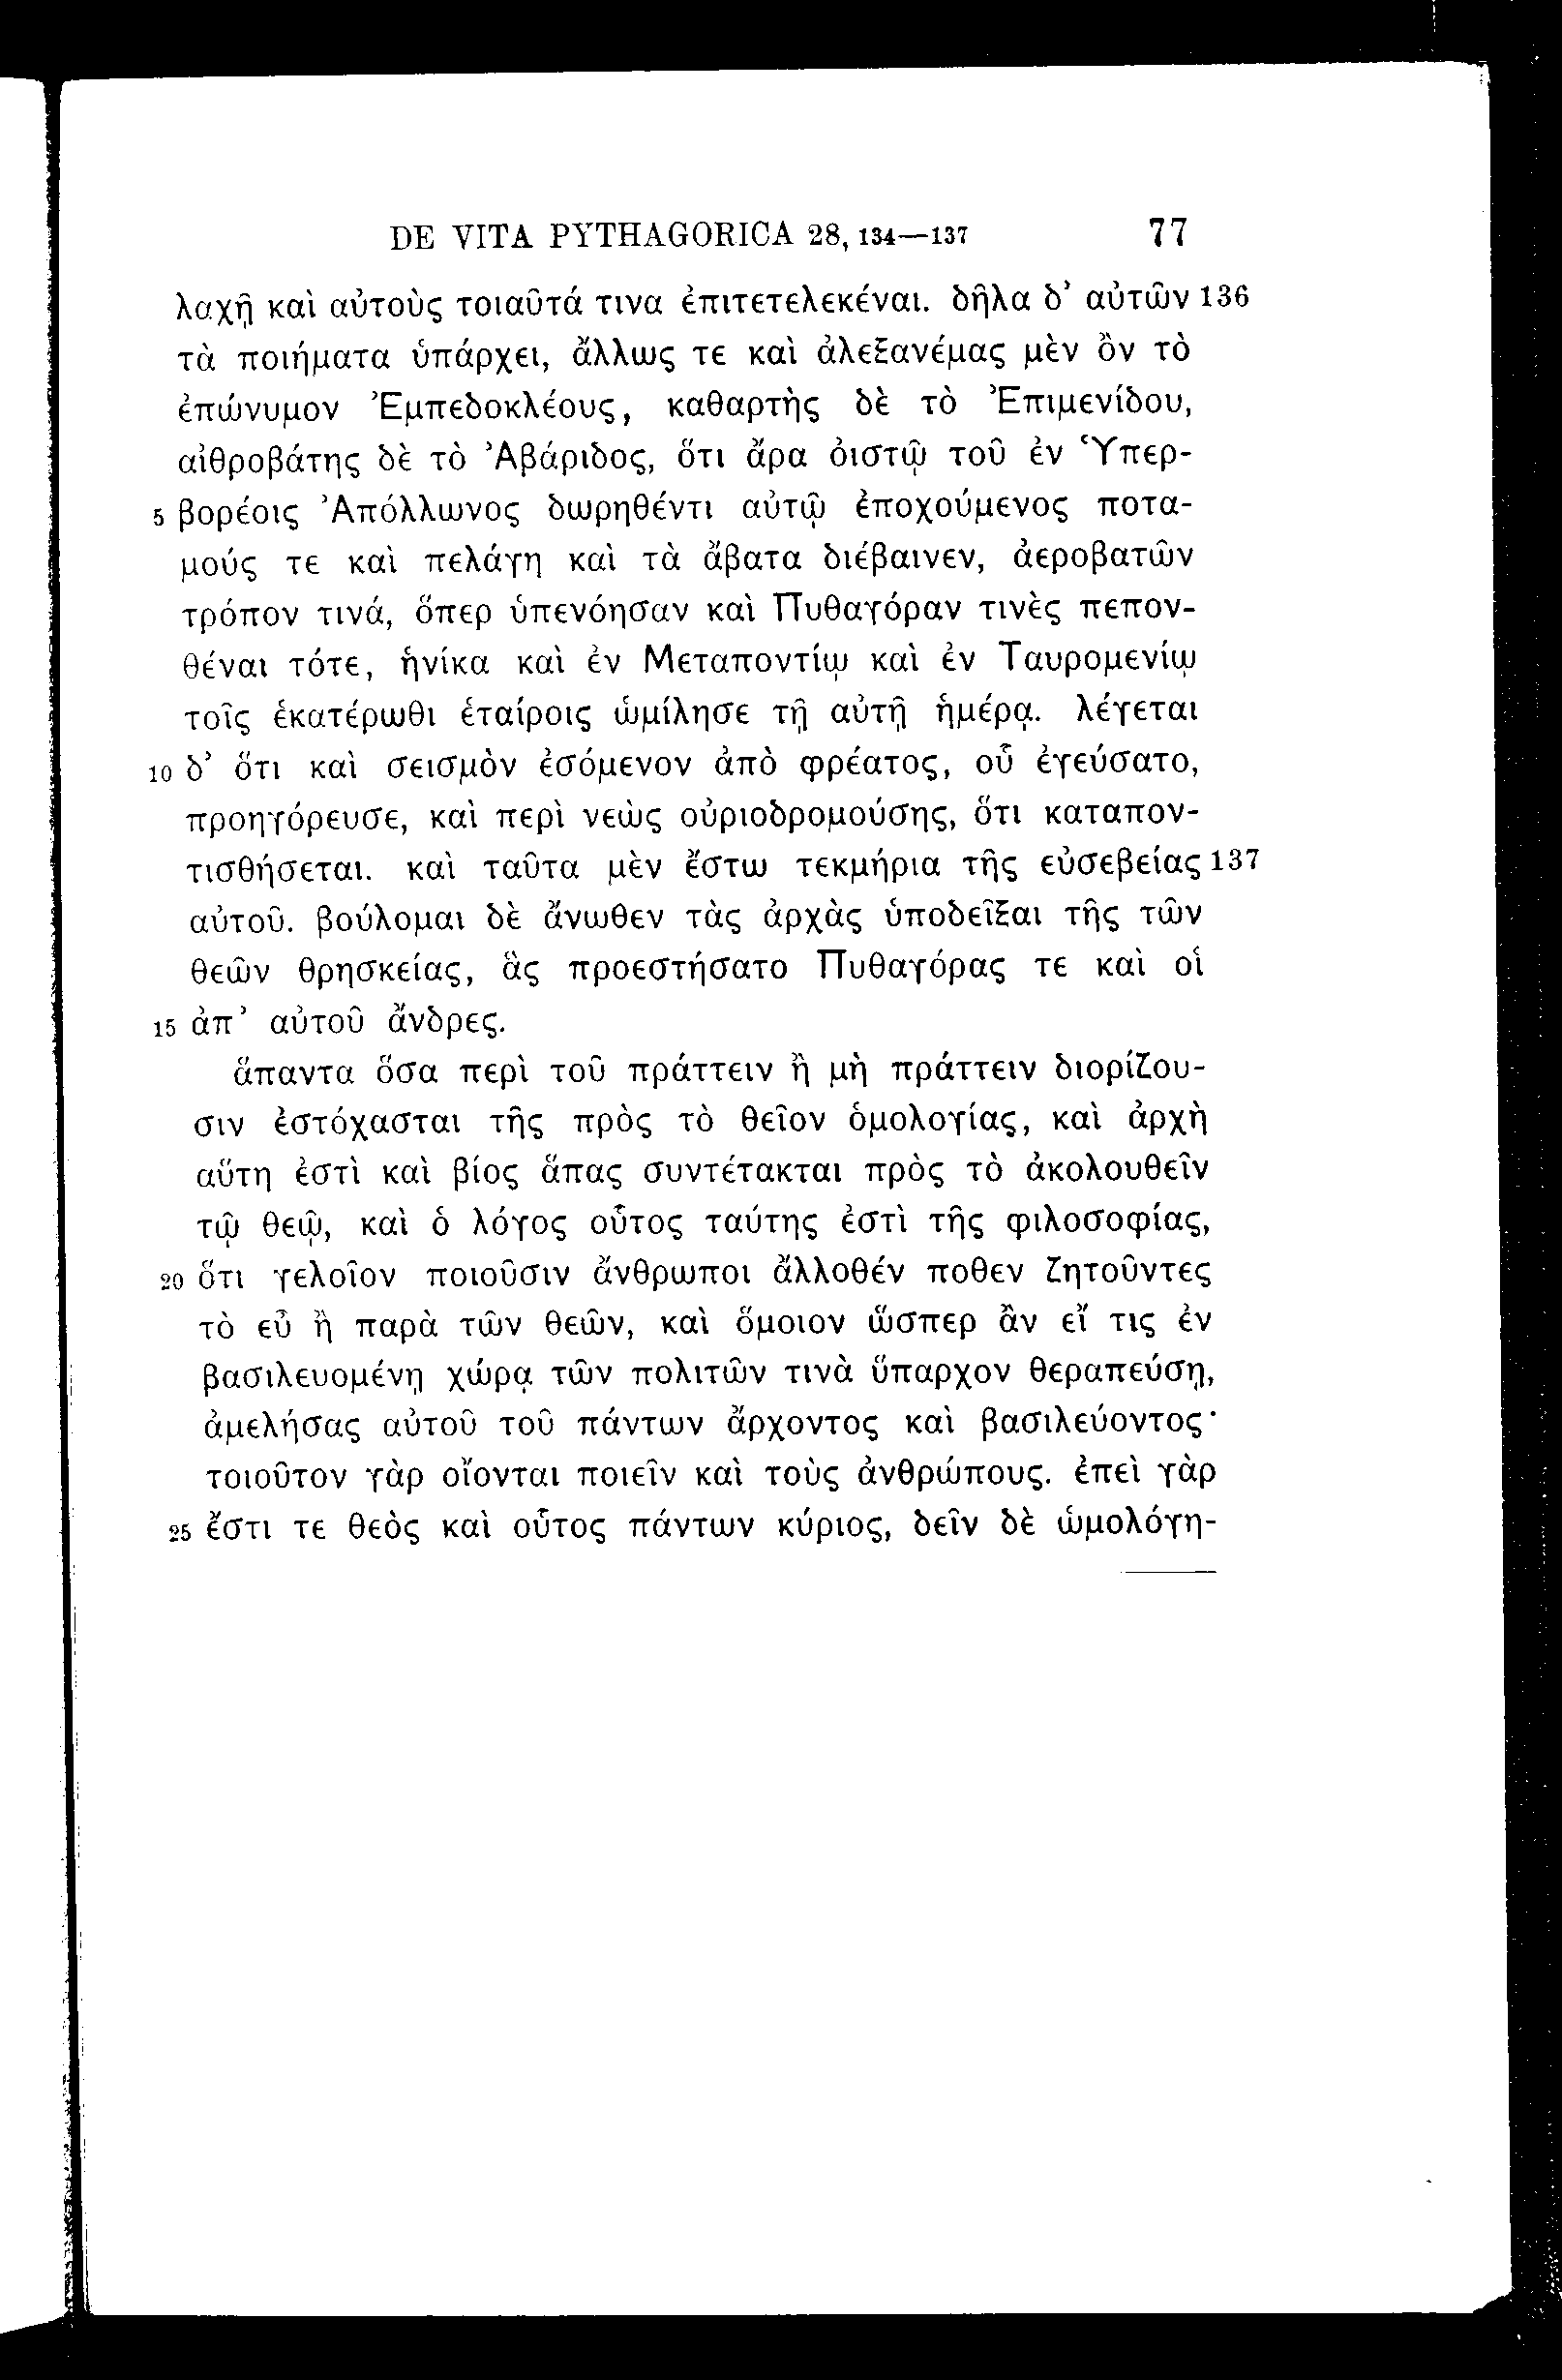 DE VITA PYTHAGORICA 28, 134—137 77
λαχῇ καὶ αὐτοὺς τοιαῦτά τινα ἐπιτετελεκέναι. δῆλα δ’ αὐτῶν 136
τὰ ποιήματα ὑπάρχει, ἄλλως τε καὶ ἀλεξανέμας μὲν ὂν τὸ
ἐπώνυμον Ἐμπεδοκλέους, καθαρτὴς δὲ τὸ Ἐπιμενίδου,
αἰθροβάτης δὲ τὸ Ἀβάριδος, ὅτι ἄρα ὀιστῷ τοῦ ἐν Ὑπερ-
5 βορέοις Ἀπόλλωνος δωρηθέντι αὐτῷ ἐποχούμενος ποτα-
μούς τε καὶ πελάγη καὶ τὰ ἄβατα διέβαινεν, ἀεροβατῶν
τρόπον τινά, ὅπερ ὑπενόησαν καὶ Πυθαγόραν τινὲς πεπον-
θέναι τότε, ἡνίκα καὶ ἐν Μεταποντίῳ καὶ ἐν Ταυρομενίῳ
τοῖς ἑκατέρωθι ἑταίροις ὡμίλησε τῇ αὐτῇ ἡμέρᾳ. λέγεται
10 δ’ ὅτι καὶ σεισμὸν ἐσόμενον ἀπὸ φρέατος, οὗ ἐγεύσατο,
προηγόρευσε, καὶ περὶ νεὼς οὐριοδρομούσης, ὅτι καταπον-
τισθήσεται. καὶ ταῦτα μὲν ἔστω τεκμήρια τῆς εὐσεβείας 137
αὐτοῦ. βούλομαι δὲ ἄνωθεν τὰς ἀρχὰς ὑποδεῖξαι τῆς τῶν
θεῶν θρησκείας, ἃς προεστήσατο Πυθαγόρας τε καὶ οἱ
15 ἀπ’ αὐτοῦ ἄνδρες.
ἅπαντα ὅσα περὶ τοῦ πράττειν ἢ μὴ πράττειν διορίζου-
σιν ἐστόχασται τῆς πρὸς τὸ θεῖον ὁμολογίας, καὶ ἀρχὴ
αὕτη ἐστὶ καὶ βίος ἅπας συντέτακται πρὸς τὸ ἀκολουθεῖν
τῷ θεῷ, καὶ ὁ λόγος οὗτος ταύτης ἐστὶ τῆς φιλοσοφίας,
20 ὅτι γελοῖον ποιοῦσιν ἄνθρωποι ἄλλοθέν ποθεν ζητοῦντες
τὸ εὖ ἢ παρὰ τῶν θεῶν, καὶ ὅμοιον ὥσπερ ἂν εἴ τις ἐν
βασιλευομένῃ χώρᾳ τῶν πολιτῶν τινὰ ὕπαρχον θεραπεύσῃ,
ἀμελήσας αὐτοῦ τοῦ πάντων ἄρχοντος καὶ βασιλεύοντος·
τοιοῦτον γὰρ οἴονται ποιεῖν καὶ τοὺς ἀνθρώπους. ἐπεὶ γὰρ
25 ἔστι τε θεὸς καὶ οὗτος πάντων κύριος, δεῖν δὲ ὡμολόγη-